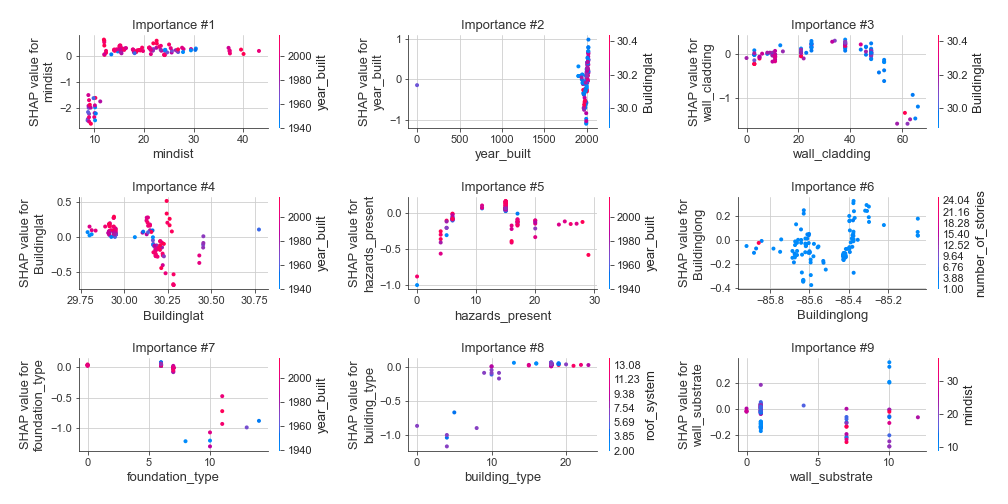 Importance #1
SHAP value for
mindist
0
−1
−2
10
20
30
40
mindist
2000
1980
1960
1940
year_built
Importance #2
SHAP value for
year_built
1
0
−1
0
500
1000
1500
2000
year_built
30.4
30.2
30.0
Buildinglat
Importance #3
SHAP value for
wall_cladding
0
−1
0
20
40
60
wall_cladding
30.4
30.2
30.0
Buildinglat
Importance #4
SHAP value for
Buildinglat
0.5
0.0
−0.5
29.75
30.00
30.25
30.50
30.75
Buildinglat
2000
1980
1960
1940
year_built
Importance #5
SHAP value for
hazards_present
0.0
−0.5
−1.0
0
10
20
30
hazards_present
2000
1980
1960
1940
year_built
Importance #6
SHAP value for
Buildinglong
0.2
0.0
−0.2
−0.4
−85.8
−85.6
−85.4
−85.2
Buildinglong
24.04
21.16
18.28
15.40
12.52
9.64
6.76
3.88
1.00
number_of_stories
Importance #7
SHAP value for
foundation_type
0.0
−0.5
−1.0
0
5
10
foundation_type
2000
1980
1960
1940
year_built
Importance #8
SHAP value for
building_type
0.0
−0.5
−1.0
0
10
20
building_type
13.08
11.23
9.38
7.54
5.69
3.85
2.00
roof_system
Importance #9
SHAP value for
wall_substrate
0.2
0.0
−0.2
0
5
10
wall_substrate
30
20
10
mindist